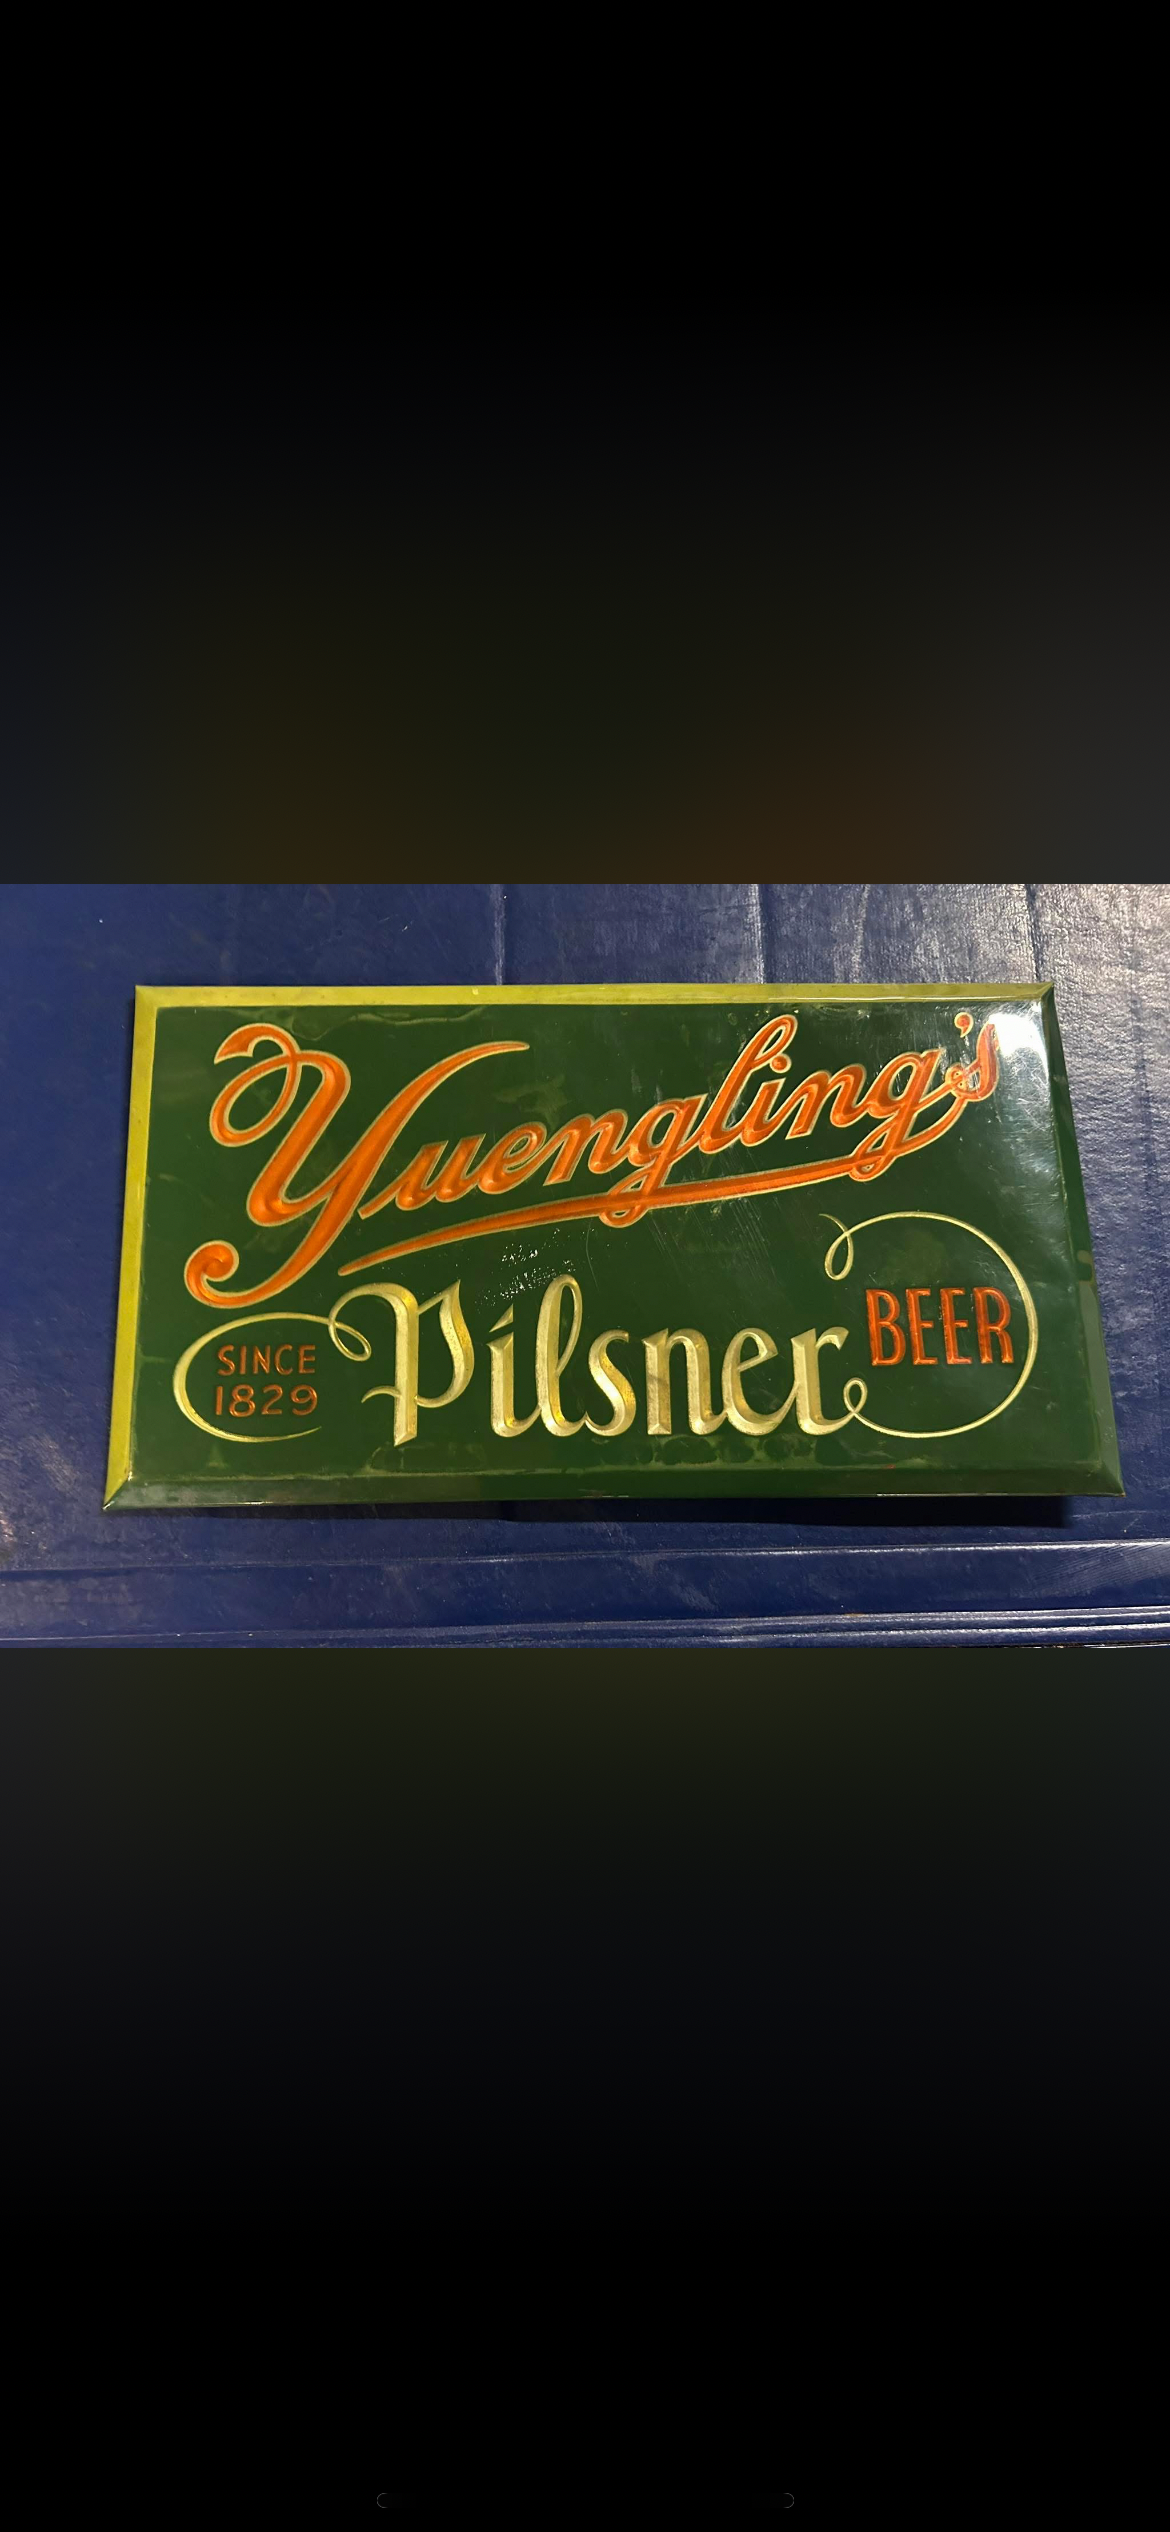 Yuengling's
Pilsner
BEER
SINCE
1829